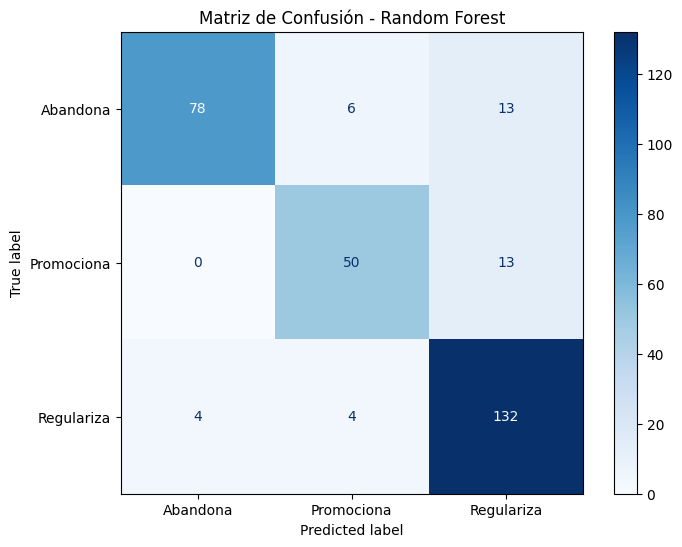 Matriz de Confusión - Random Forest
120
Abandona
78
6
13
100
80
True label
Promociona
0
50
13
60
40
Regulariza
4
4
132
20
0
Abandona
Promociona
Regulariza
Predicted label